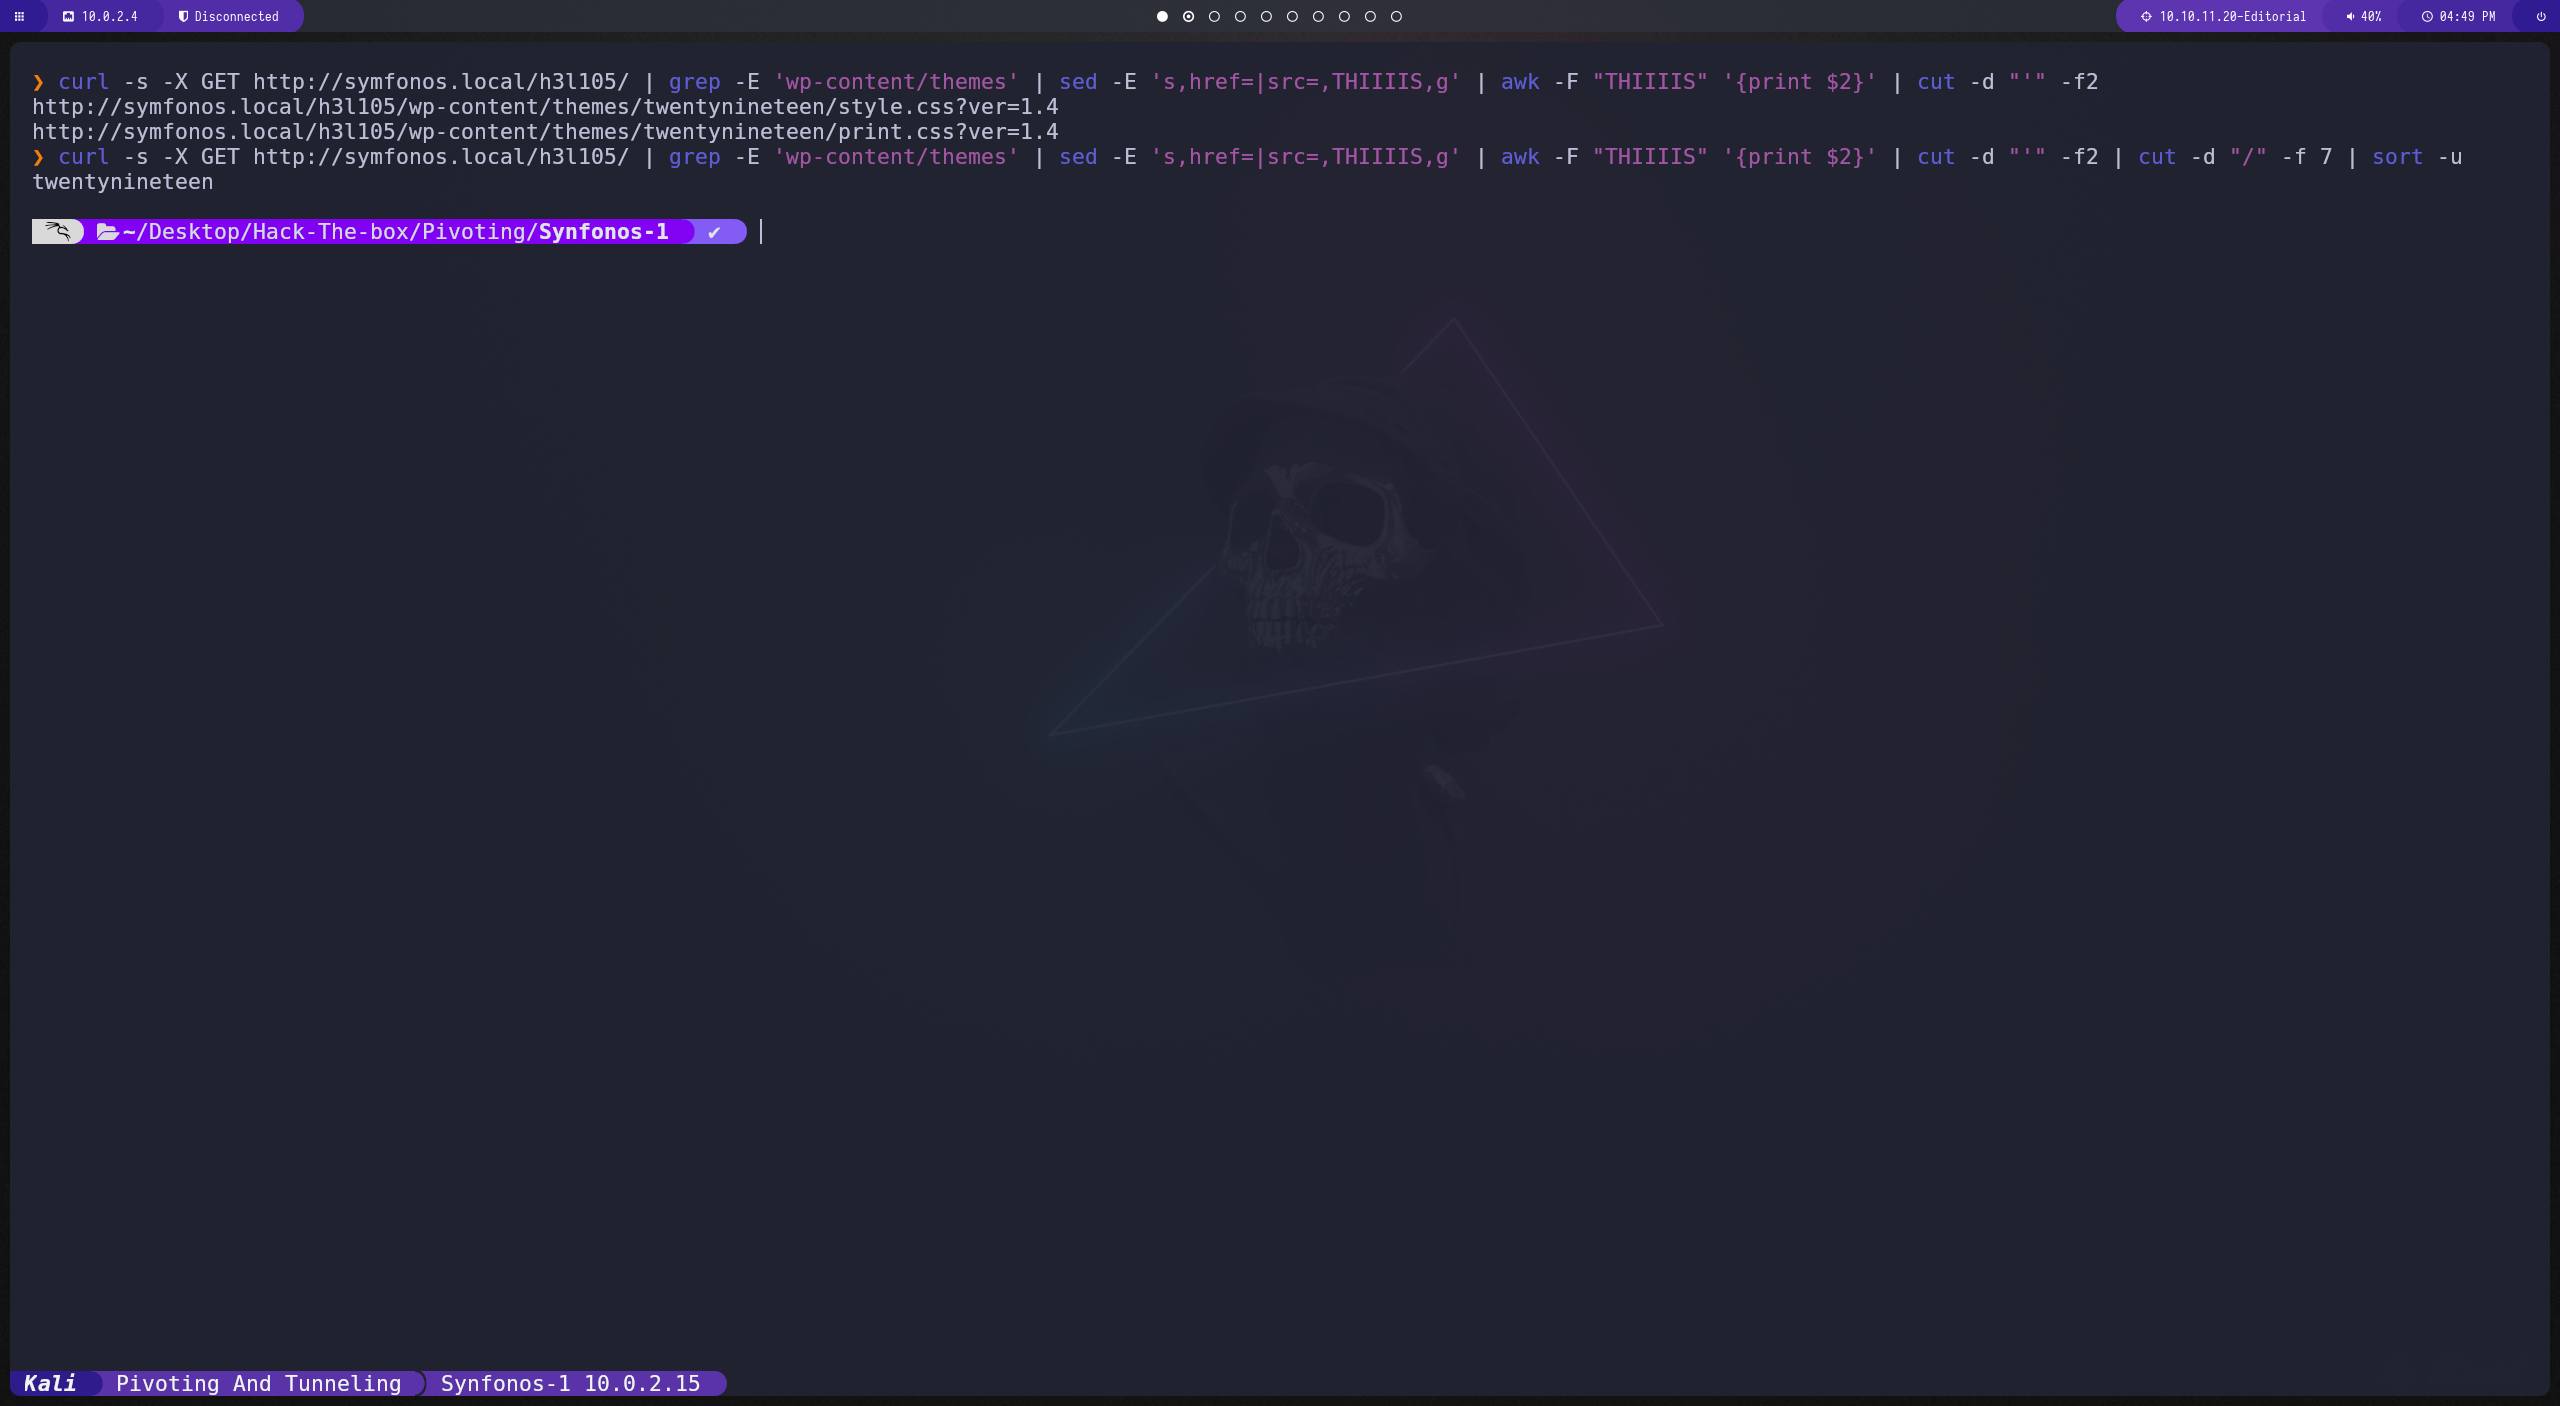 10.0.2.4 Disconnected 10.10.11.20-Editorial 40% 04:49 PM
❯ curl -s -X GET http://symfonos.local/h3l105/ | grep -E 'wp-content/themes' | sed -E 's,href=|src=,THIIIIS,g' | awk -F "THIIIIS" '{print $2}' | cut -d "'" -f2
http://symfonos.local/h3l105/wp-content/themes/twentynineteen/style.css?ver=1.4
http://symfonos.local/h3l105/wp-content/themes/twentynineteen/print.css?ver=1.4
❯ curl -s -X GET http://symfonos.local/h3l105/ | grep -E 'wp-content/themes' | sed -E 's,href=|src=,THIIIIS,g' | awk -F "THIIIIS" '{print $2}' | cut -d "'" -f2 | cut -d "/" -f 7 | sort -u
twentynineteen
~/Desktop/Hack-The-box/Pivoting/Synfonos-1 ✔
Kali Pivoting And Tunneling Synfonos-1 10.0.2.15